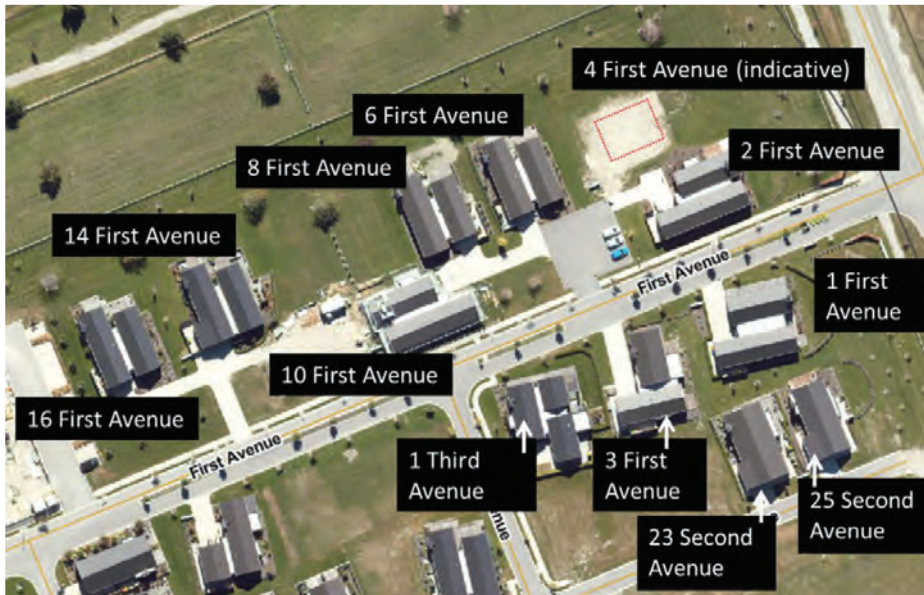 4 First Avenue (indicative)
6 First Avenue
2 First Avenue
8 First Avenue
14 First Avenue
First Avenue
1 First
Avenue
10 First Avenue
16 First Avenue
First Avenue
1 Third
Avenue
3 First
Avenue
25 Second
Avenue
23 Second
Avenue